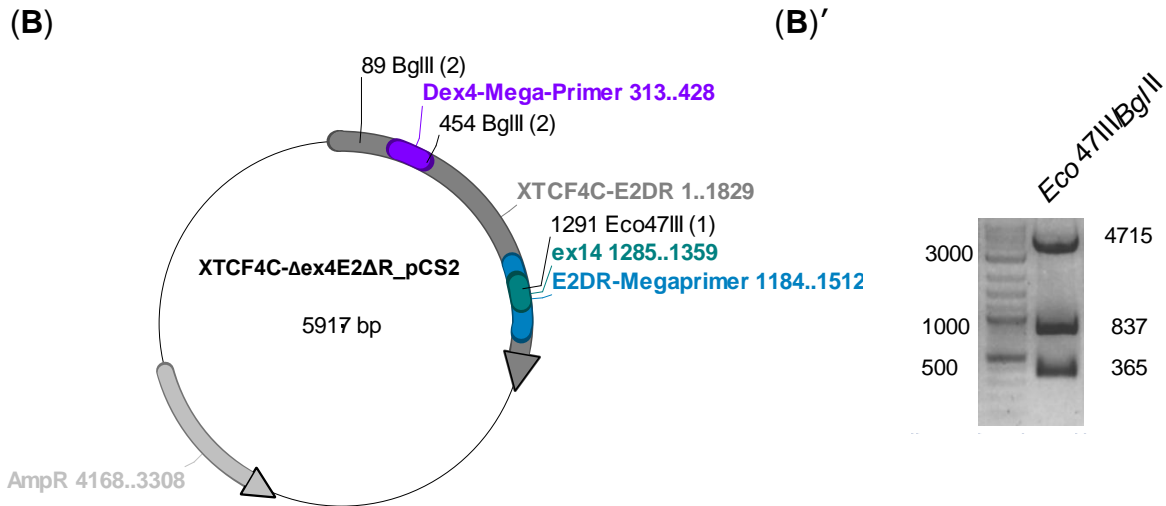 (B)
(B)′
89 BglII (2)
Dex4-Mega-Primer 313..428
454 BglII (2)
XTCF4C-E2DR 1..1829
1291 Eco47III (1)
ex14 1285..1359
E2DR-Megaprimer 1184..1512
XTCF4C-Δex4E2ΔR_pCS2
5917 bp
AmpR 4168..3308
Eco47III/BglII
3000
1000
500
4715
837
365